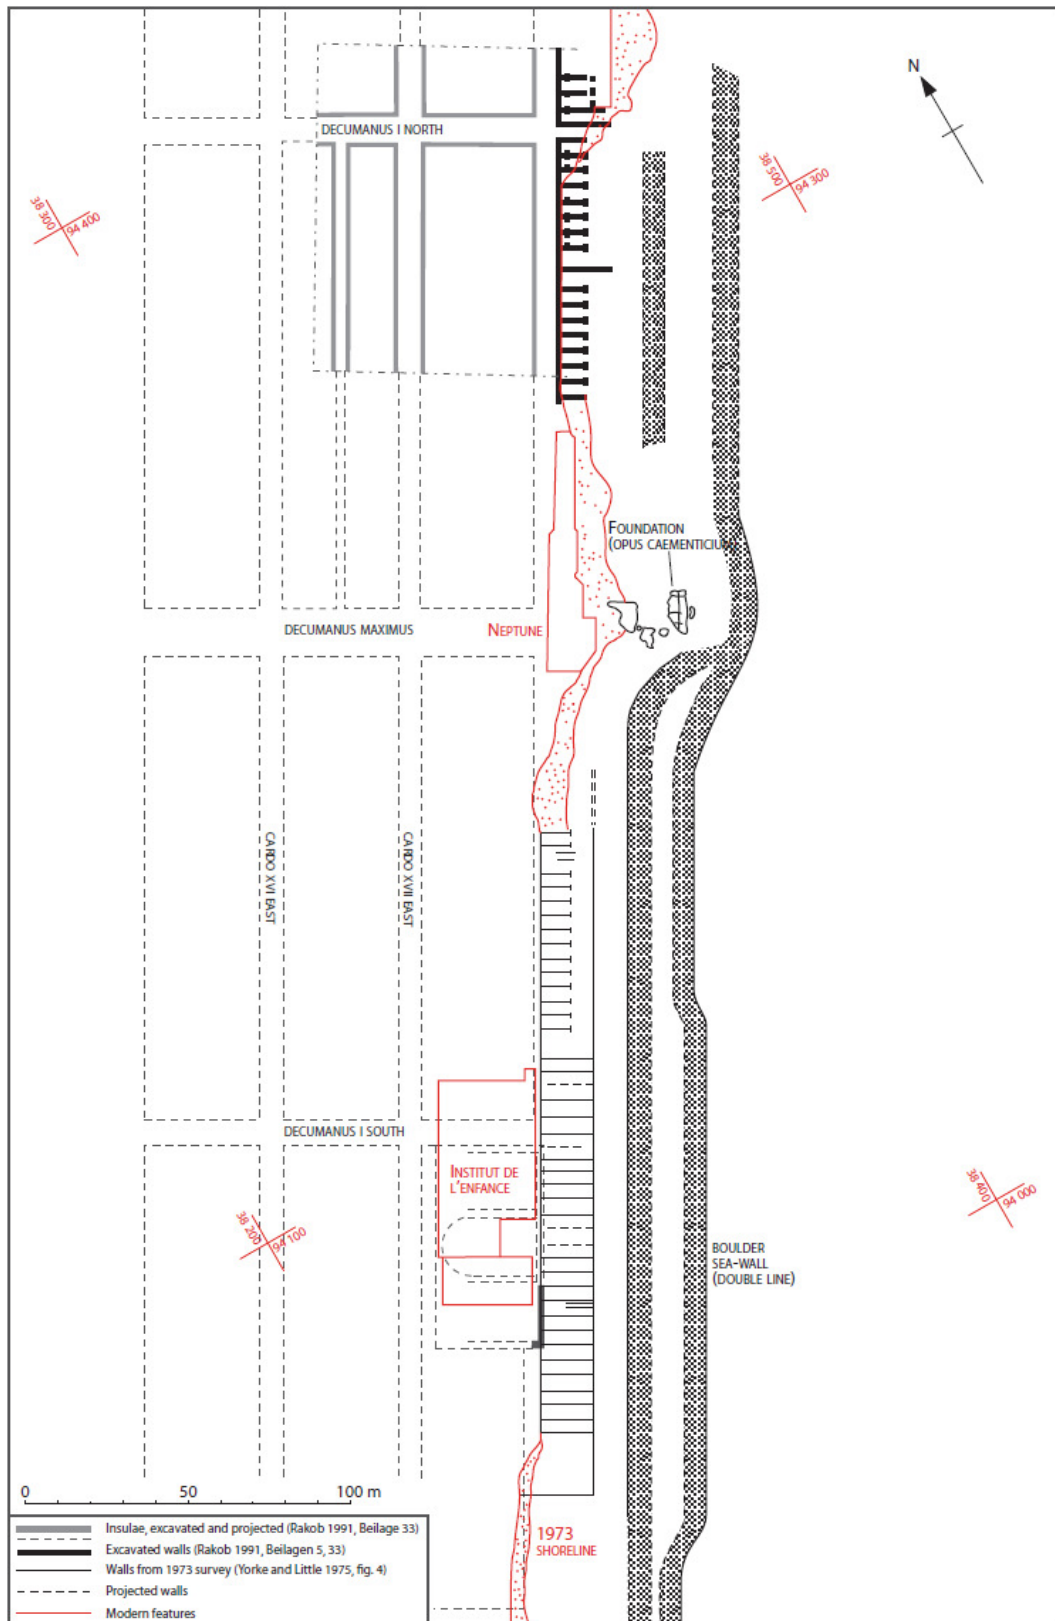 N
DECUMANUS I NORTH
38 300
94 400
38 500
94 300
FOUNDATION
(OPUS CAEMENTICIUM)
DECUMANUS MAXIMUS
NEPTUNE
CARDO XVI EAST
CARDO XVII EAST
DECUMANUS I SOUTH
INSTITUT DE
L'ENFANCE
38 200
94 100
38 400
94 000
BOULDER
SEA-WALL
(DOUBLE LINE)
0 50 100 m
1973
SHORELINE
Insulae, excavated and projected (Rakob 1991, Beilage 33)
Excavated walls (Rakob 1991, Beilagen 5, 33)
Walls from 1973 survey (Yorke and Little 1975, fig. 4)
Projected walls
Modern features